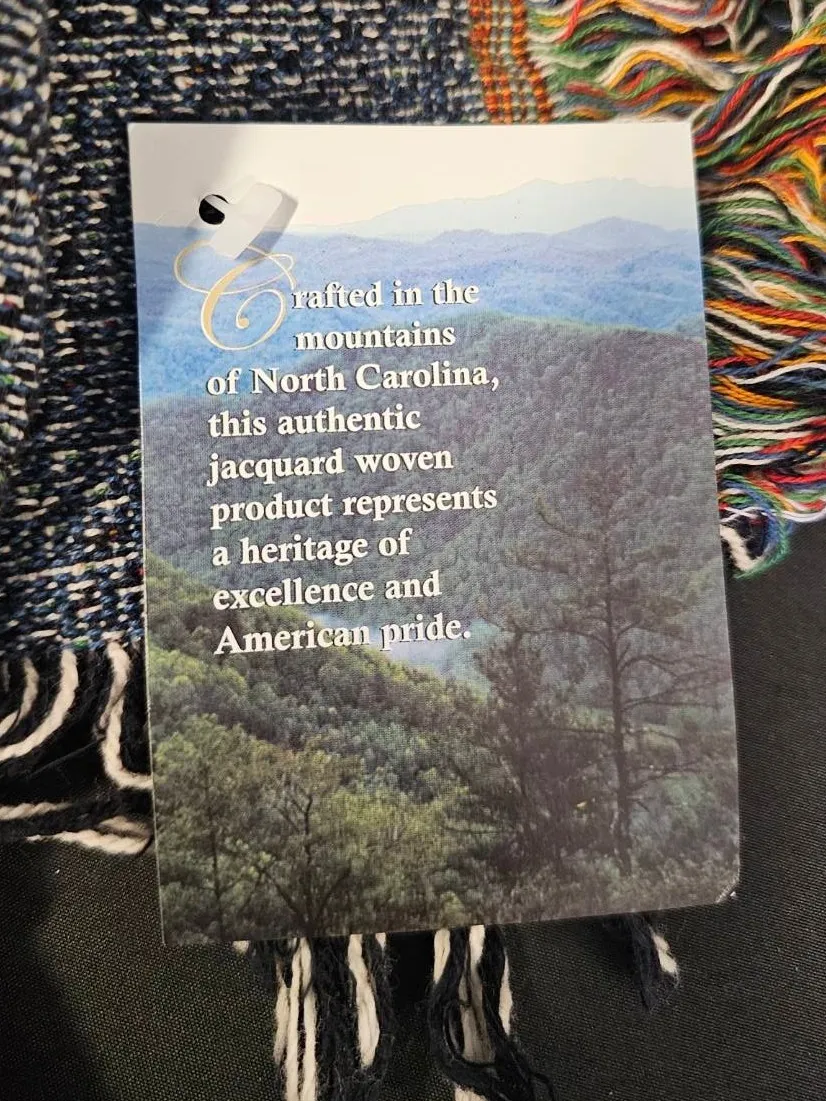 Crafted in the
mountains
of North Carolina,
this authentic
jacquard woven
product represents
a heritage of
excellence and
American pride.